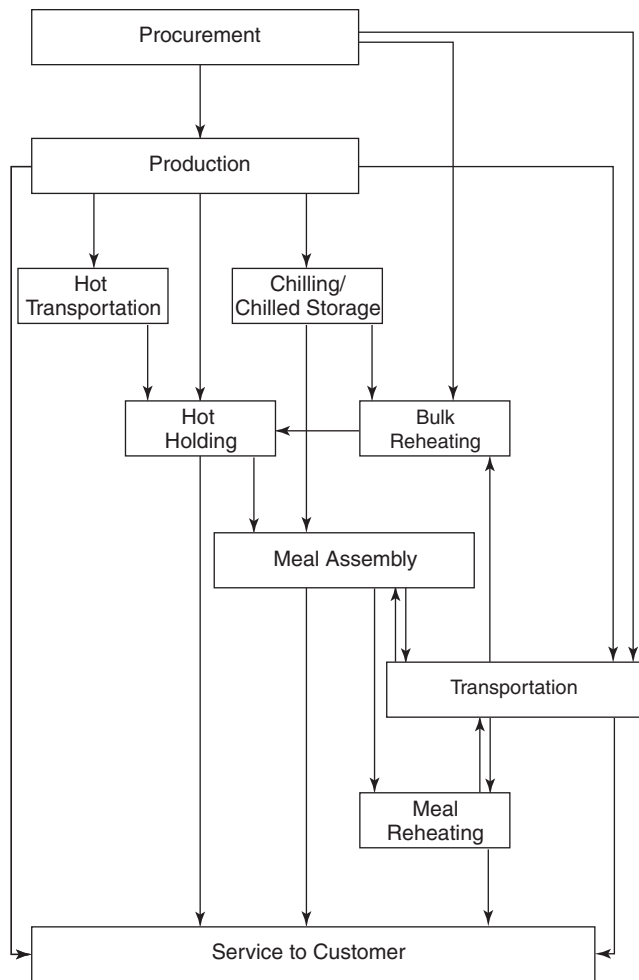 Procurement
Production
Hot
Transportation
Chilling/
Chilled Storage
Hot
Holding
Bulk
Reheating
Meal Assembly
Transportation
Meal
Reheating
Service to Customer